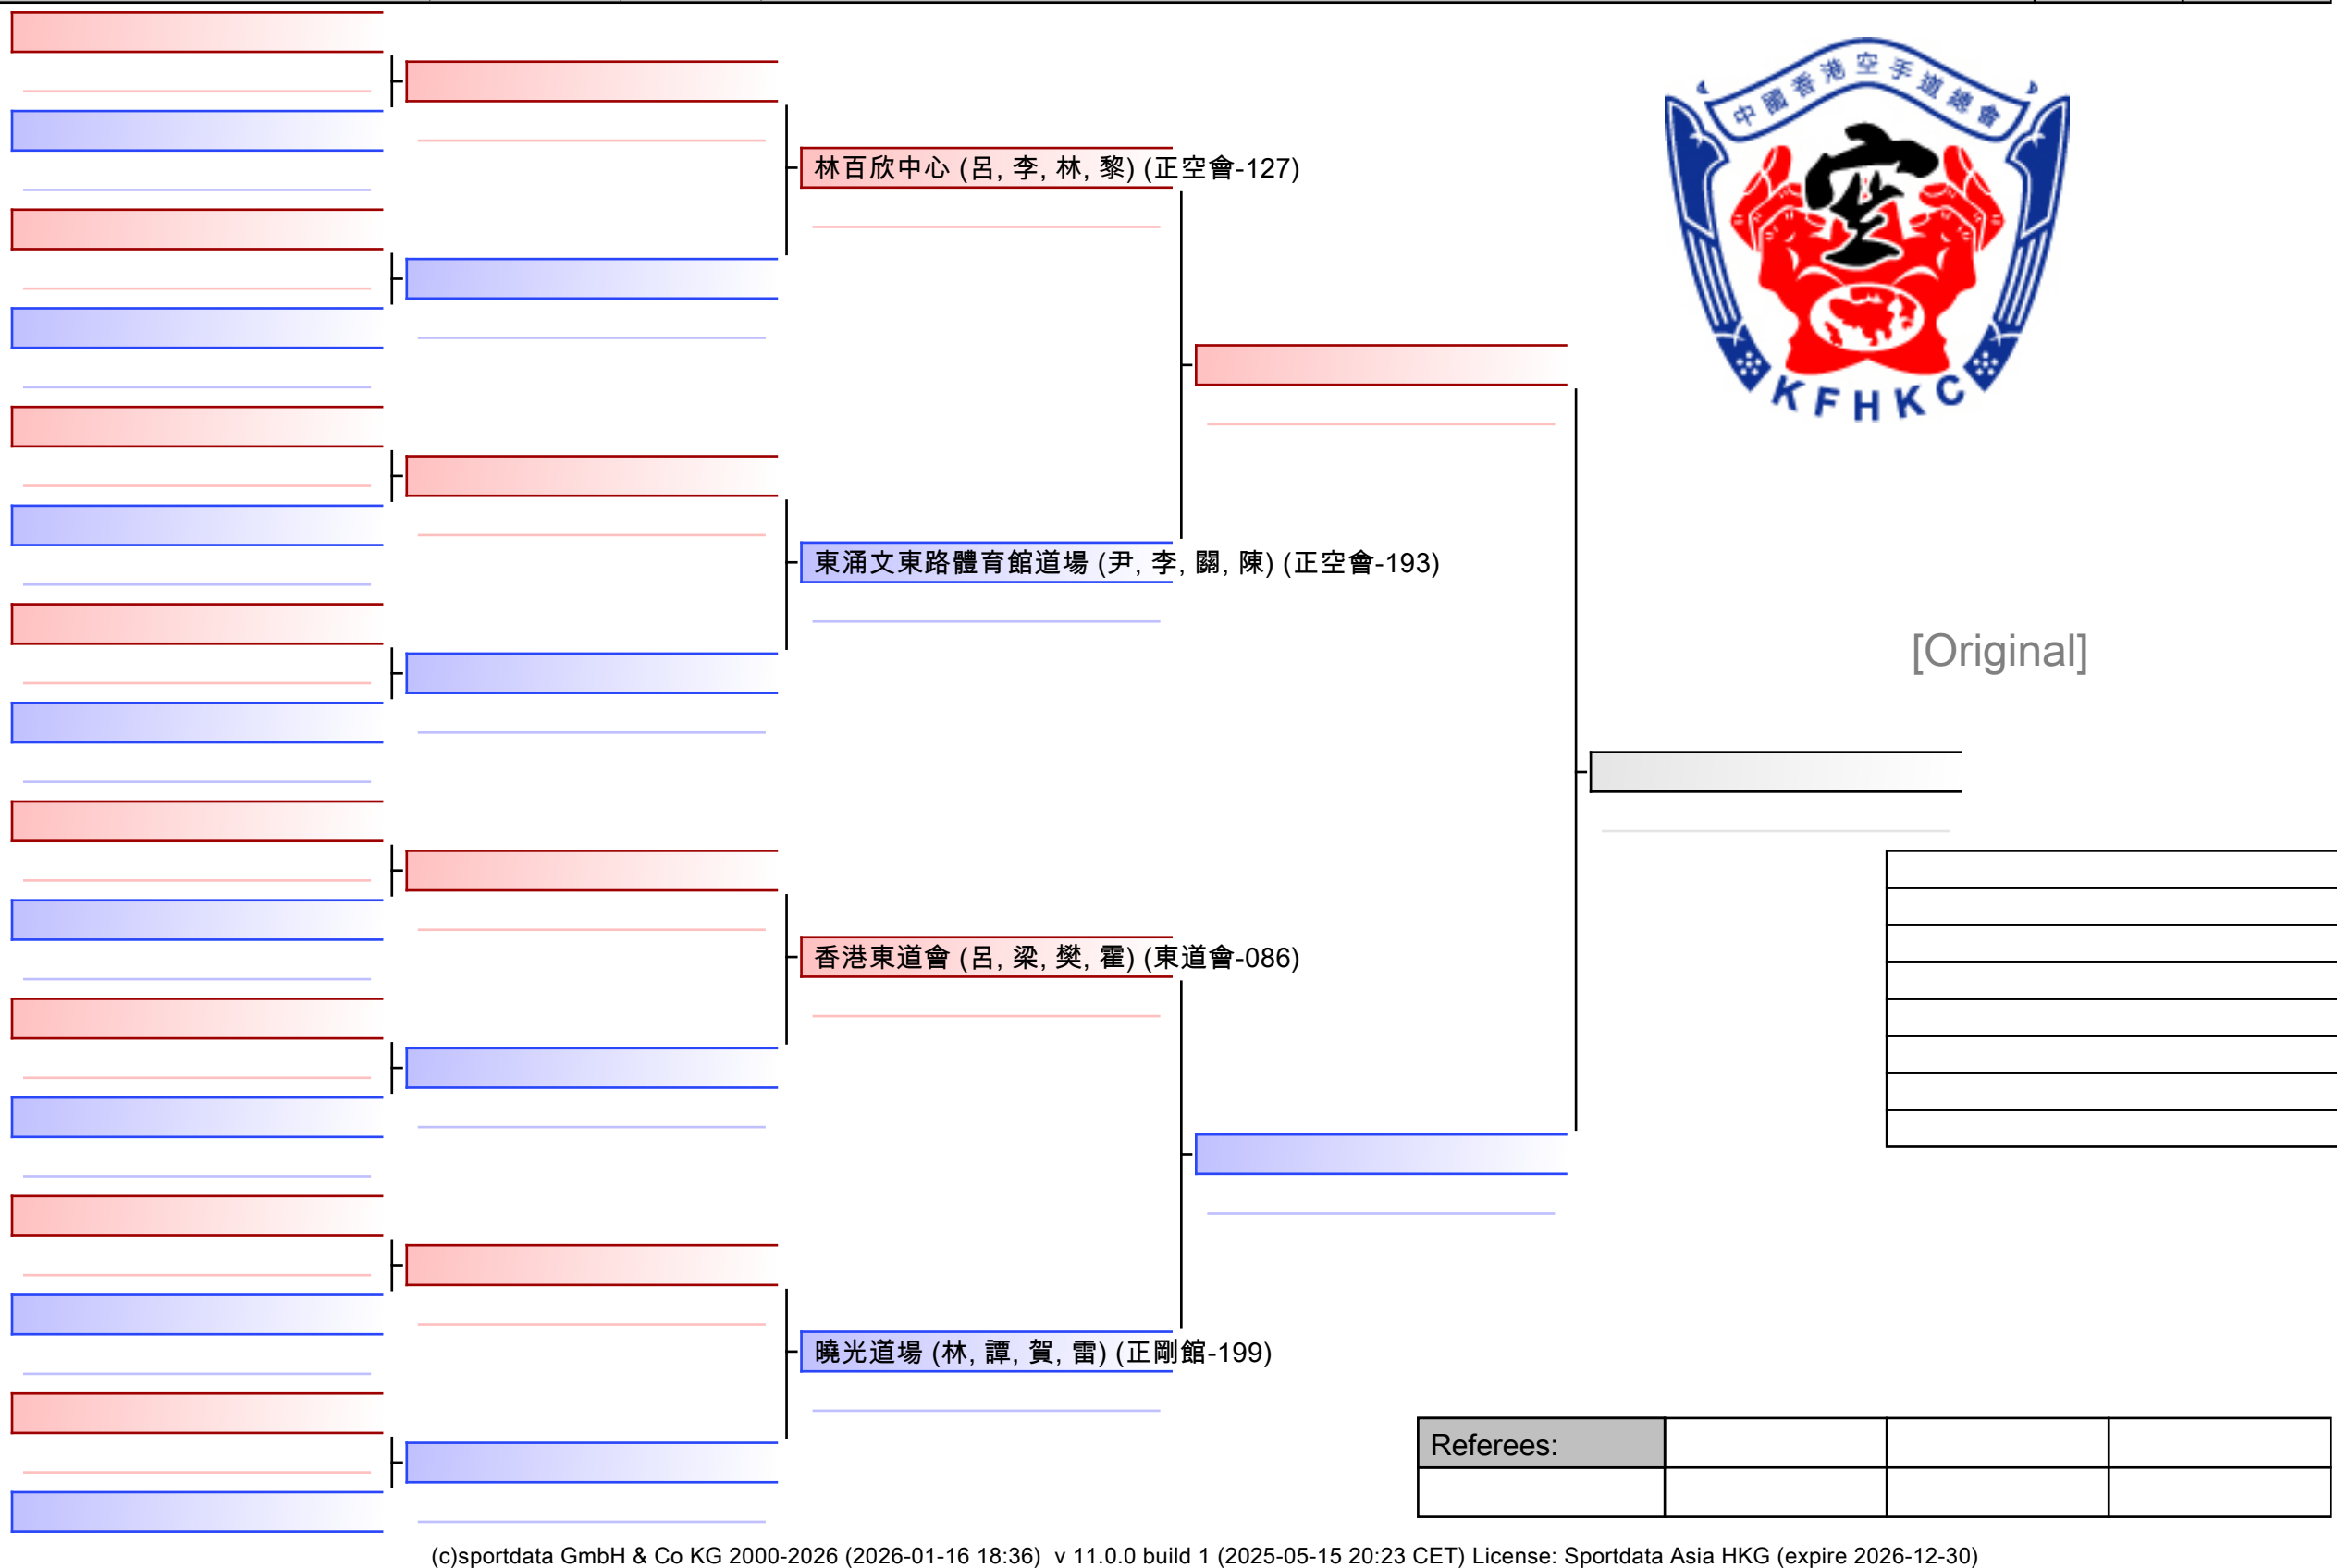 中國香港空手道總會
空
KFHKC
林百欣中心 (呂, 李, 林, 黎) (正空會-127)
東涌文東路體育館道場 (尹, 李, 關, 陳) (正空會-193)
[Original]
香港東道會 (呂, 梁, 樊, 霍) (東道會-086)
曉光道場 (林, 譚, 賀, 雷) (正剛館-199)
Referees:
(c)sportdata GmbH & Co KG 2000-2026 (2026-01-16 18:36)  v 11.0.0 build 1 (2025-05-15 20:23 CET) License: Sportdata Asia HKG (expire 2026-12-30)